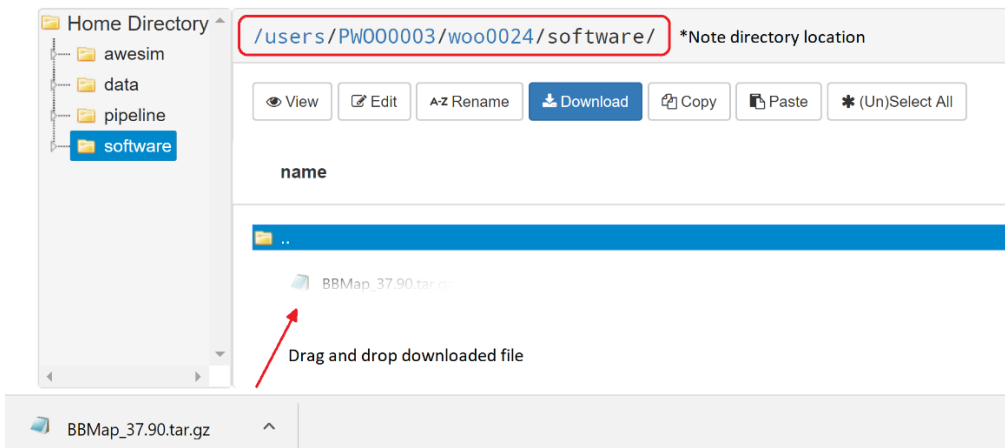 Home Directory
awesim
data
pipeline
software
/users/PWO0003/woo0024/software/ *Note directory location
View Edit A-Z Rename Download Copy Paste (Un)Select All
name
..
BBMap_37.90.tar.gz
Drag and drop downloaded file
BBMap_37.90.tar.gz